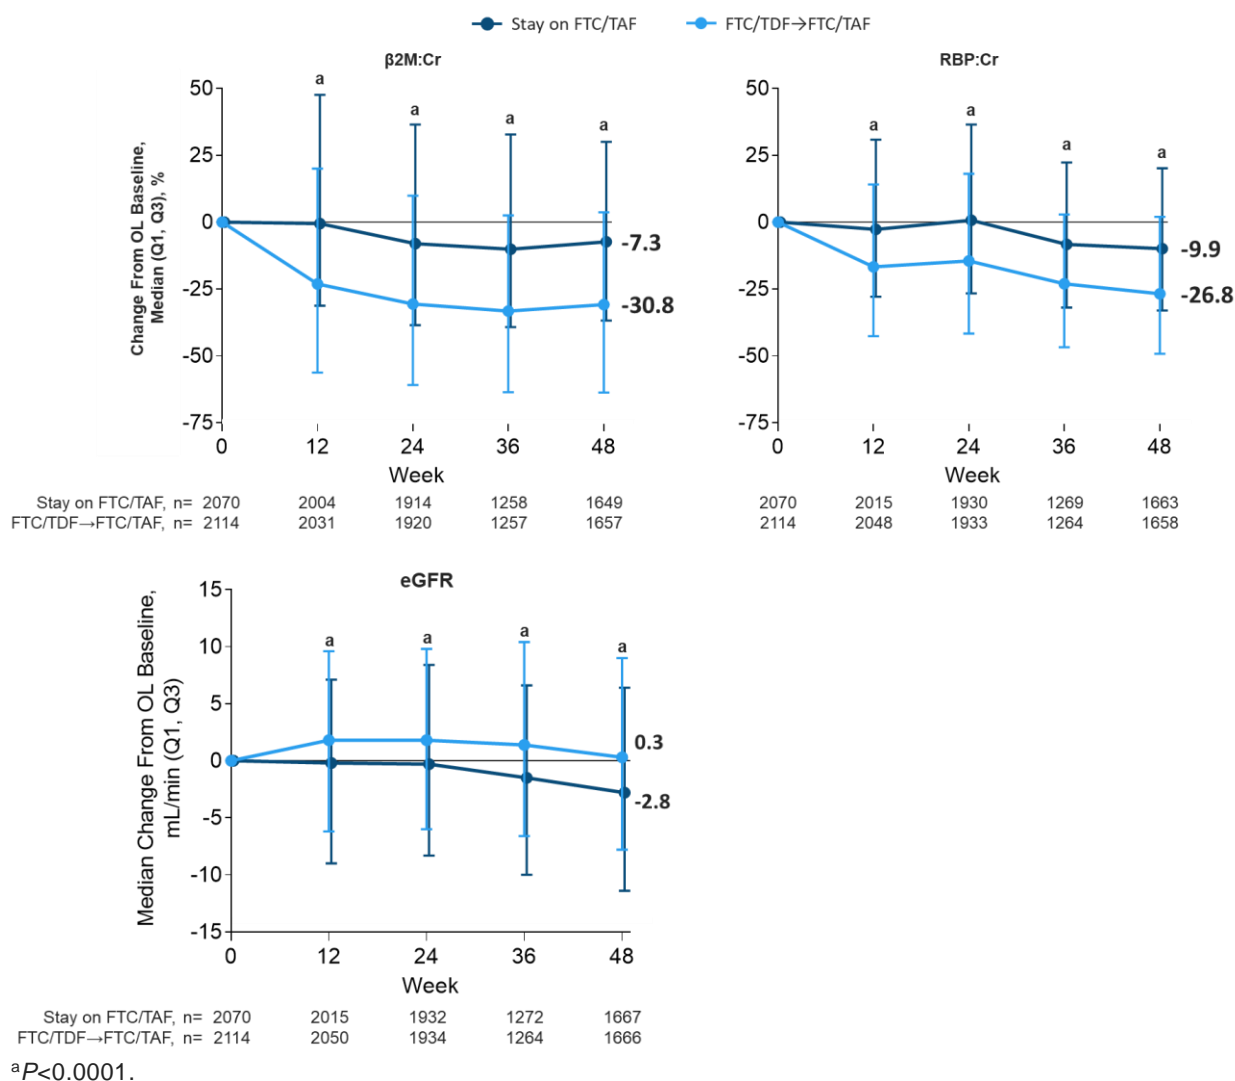 Stay on FTC/TAF FTC/TDF→FTC/TAF
β2M:Cr
Change From OL Baseline,
Median (Q1, Q3), %
50
25
0
-25
-50
-75
a a a a
-7.3
-30.8
0 12 24 36 48
Week
Stay on FTC/TAF, n= 2070 2004 1914 1258 1649
FTC/TDF→FTC/TAF, n= 2114 2031 1920 1257 1657
RBP:Cr
50
25
0
-25
-50
-75
a a a a
-9.9
-26.8
0 12 24 36 48
Week
2070 2015 1930 1269 1663
2114 2048 1933 1264 1658
eGFR
Median Change From OL Baseline,
mL/min (Q1, Q3)
15
10
5
0
-5
-10
-15
a a a a
0.3
-2.8
0 12 24 36 48
Week
Stay on FTC/TAF, n= 2070 2015 1932 1272 1667
FTC/TDF→FTC/TAF, n= 2114 2050 1934 1264 1666
ᵃP<0.0001.